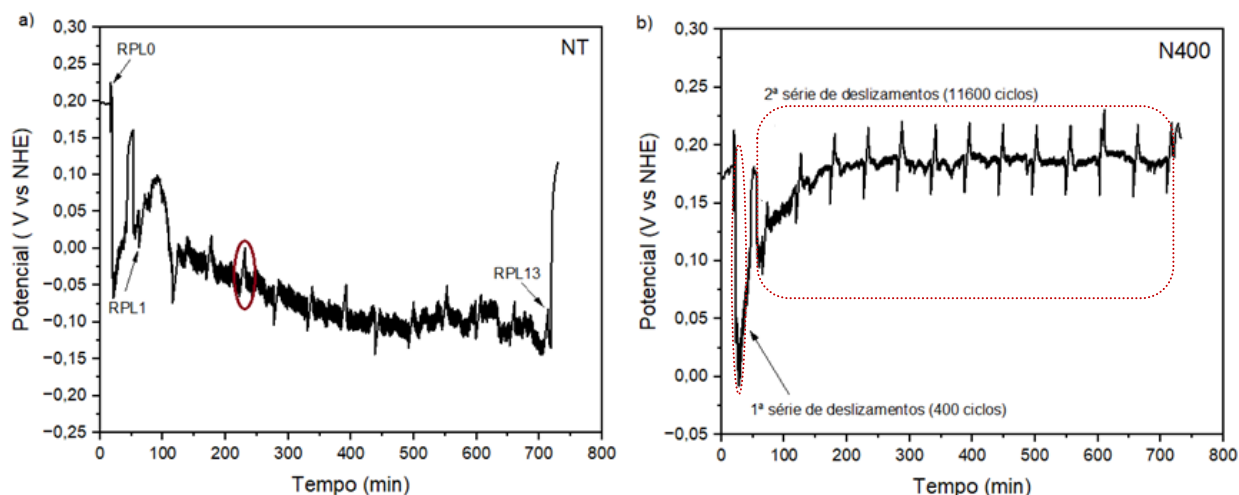 a)
0,30
0,25
0,20
0,15
0,10
0,05
0,00
-0,05
-0,10
-0,15
-0,20
-0,25
Potencial ( V vs NHE)
NT
RPL0
RPL1
RPL13
0 100 200 300 400 500 600 700 800
Tempo (min)
b)
0,30
0,25
0,20
0,15
0,10
0,05
0,00
-0,05
Potencial (V vs NHE)
N400
2ª série de deslizamentos (11600 ciclos)
1ª série de deslizamentos (400 ciclos)
0 100 200 300 400 500 600 700 800
Tempo (min)